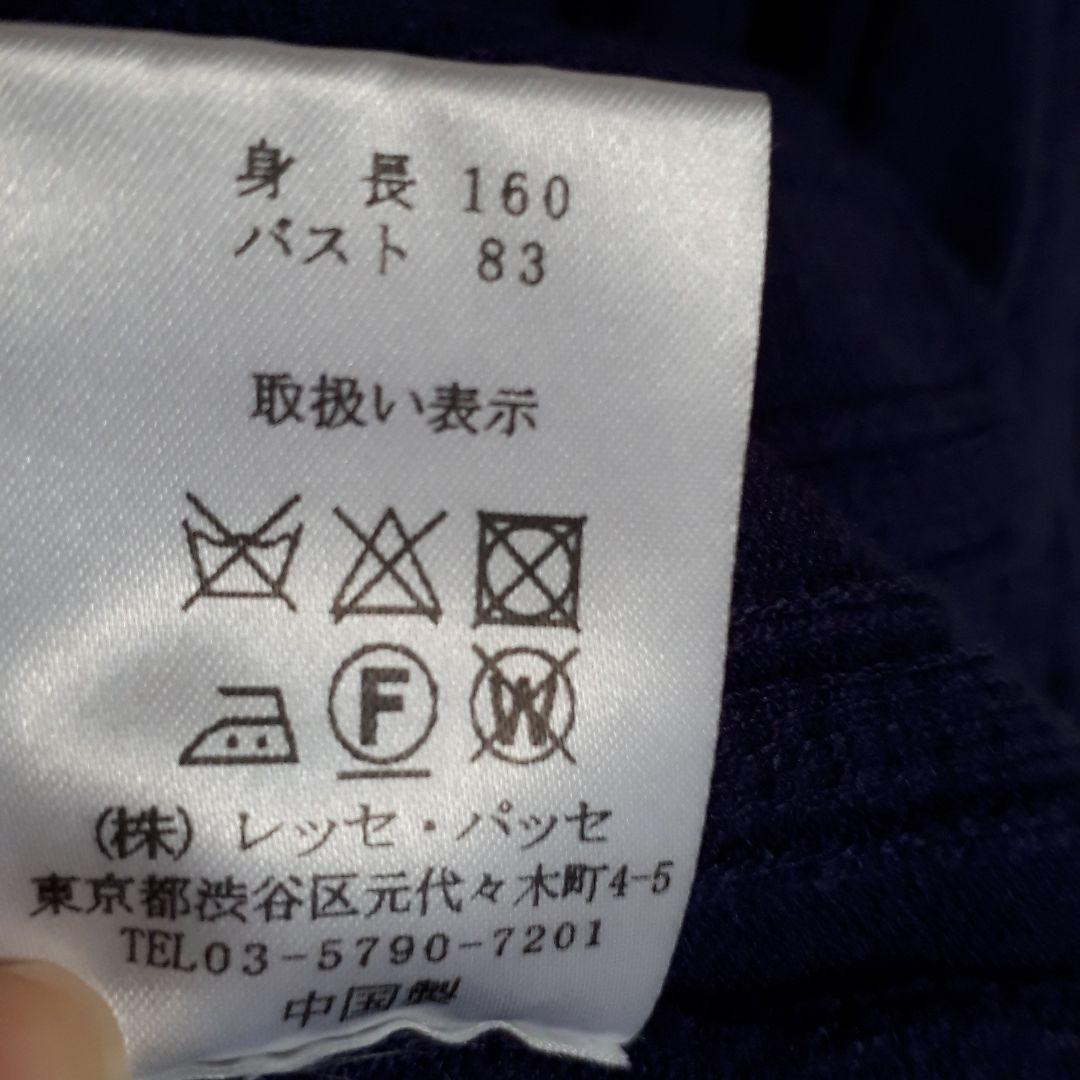 身 長 160
バスト 83
取扱い表示
F W
(株) レッセ・パッセ
東京都渋谷区元代々木町4-5
TEL03-5790-7201
中国製